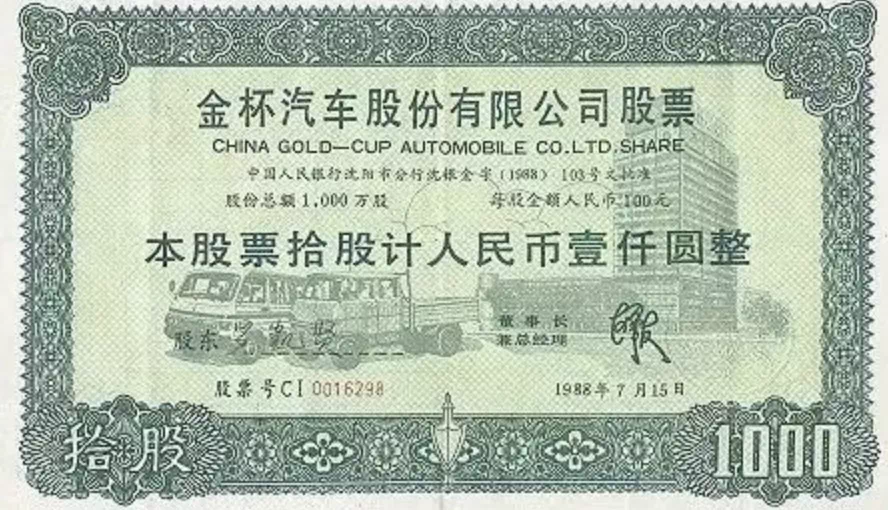 金杯汽车股份有限公司股票
CHINA GOLD—CUP AUTOMOBILE CO.LTD.SHARE
中国人民银行沈阳市分行沈银金字(1988) 103号文批准
股份总额1,000万股 每股金额人民币100元
本股票拾股计人民币壹仟圆整
股东
董事长
兼总经理
股票号CI 0016298
1988年7月15日
拾股 1000